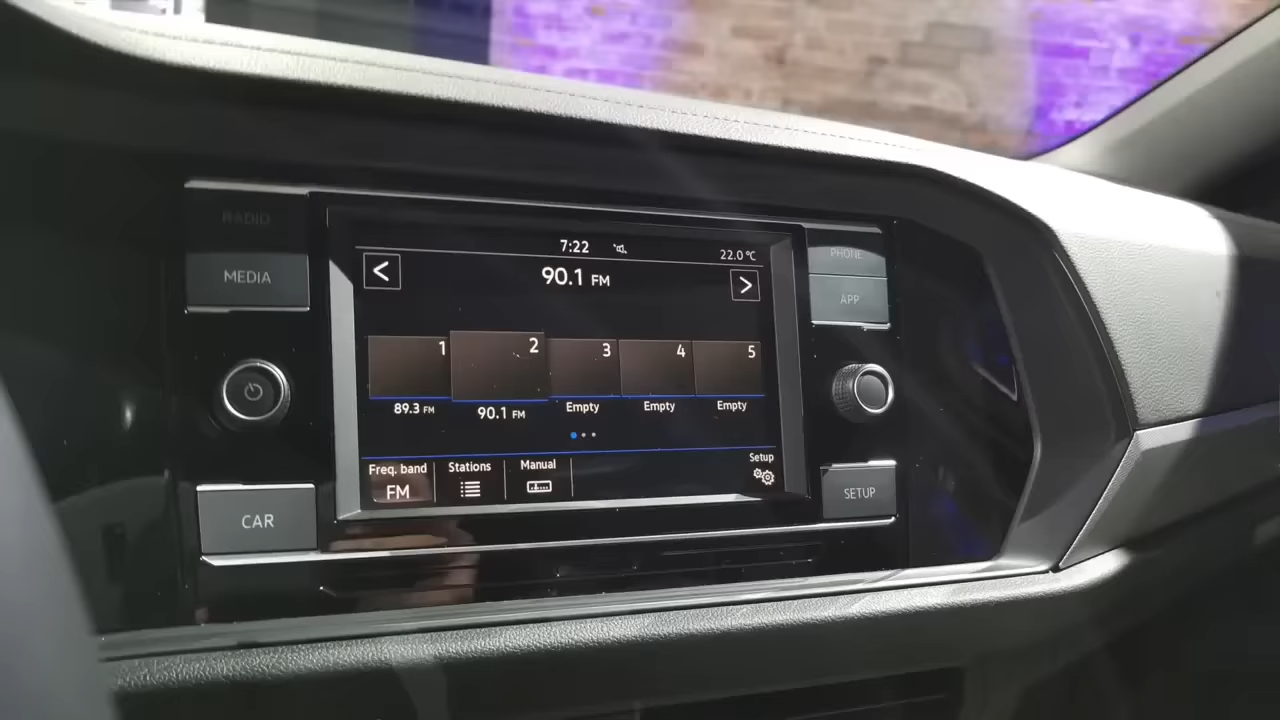 RADIO
MEDIA
CAR
7:22
22.0°C
<
90.1 FM
>
1
2
3
4
5
89.3 FM
90.1 FM
Empty
Empty
Empty
Freq. band
FM
Stations
Manual
Setup
PHONE
APP
SETUP